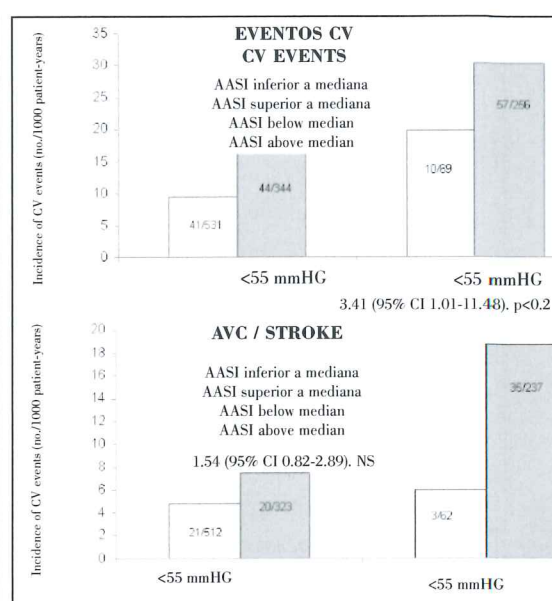 EVENTOS CV
CV EVENTS
AASI inferior a mediana
AASI superior a mediana
AASI below median
AASI above median
Incidence of CV events (no./1000 patient-years)
35
30
25
20
15
10
5
0
41/531
44/344
10/69
57/266
<55 mmHG
<55 mmHG
3.41 (95% CI 1.01-11.48). p<0.2
AVC / STROKE
AASI inferior a mediana
AASI superior a mediana
AASI below median
AASI above median
1.54 (95% CI 0.82-2.89). NS
Incidence of CV events (no./1000 patient-years)
20
18
16
14
12
10
8
6
4
2
0
21/512
20/323
3/62
35/237
<55 mmHG
<55 mmHG